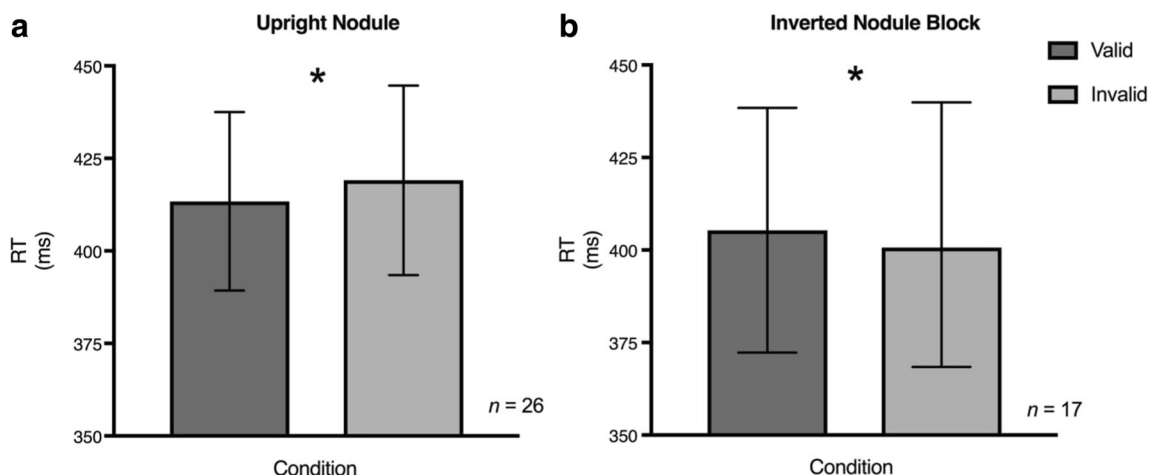 a
Upright Nodule
*
450
425
400
375
350
RT
(ms)
n = 26
Condition
b
Inverted Nodule Block
*
450
425
400
375
350
RT
(ms)
n = 17
Condition
Valid
Invalid